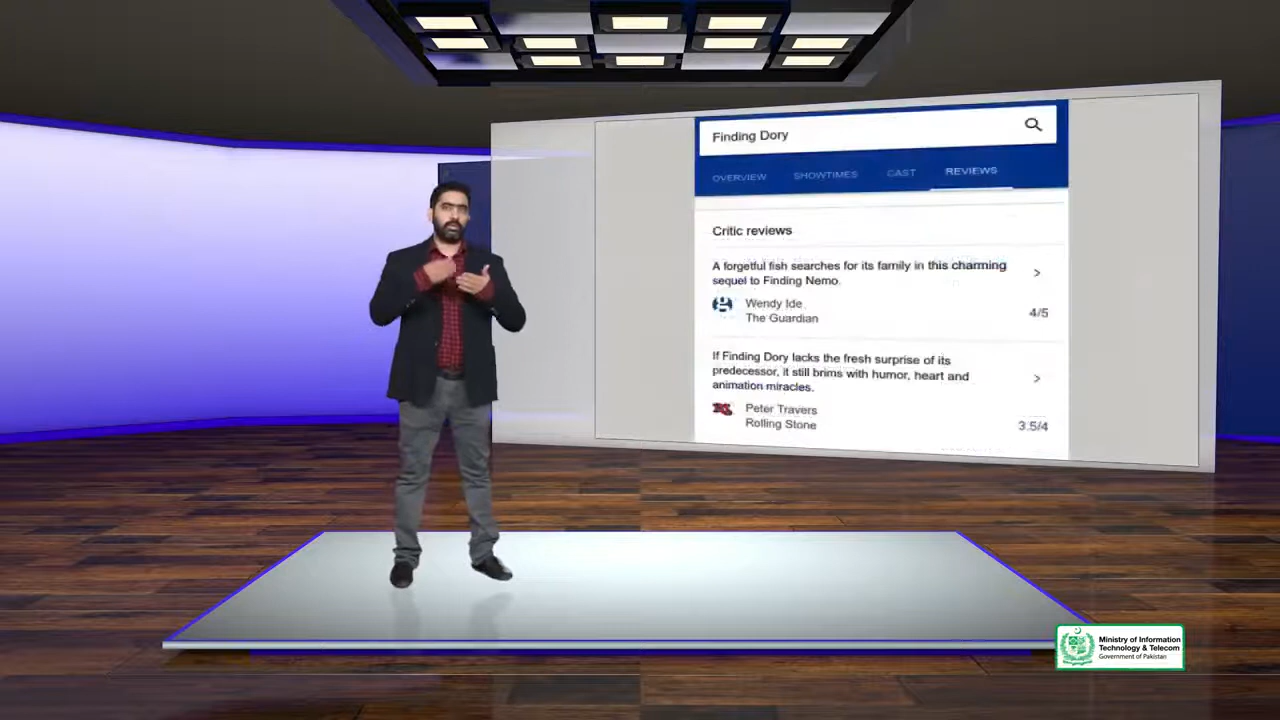 Finding Dory
OVERVIEW SHOWTIMES CAST REVIEWS
Critic reviews
A forgetful fish searches for its family in this charming
sequel to Finding Nemo.
Wendy Ide
The Guardian
4/5
If Finding Dory lacks the fresh surprise of its
predecessor, it still brims with humor, heart and
animation miracles.
Peter Travers
Rolling Stone
3.5/4
Ministry of Information
Technology & Telecom
Government of Pakistan